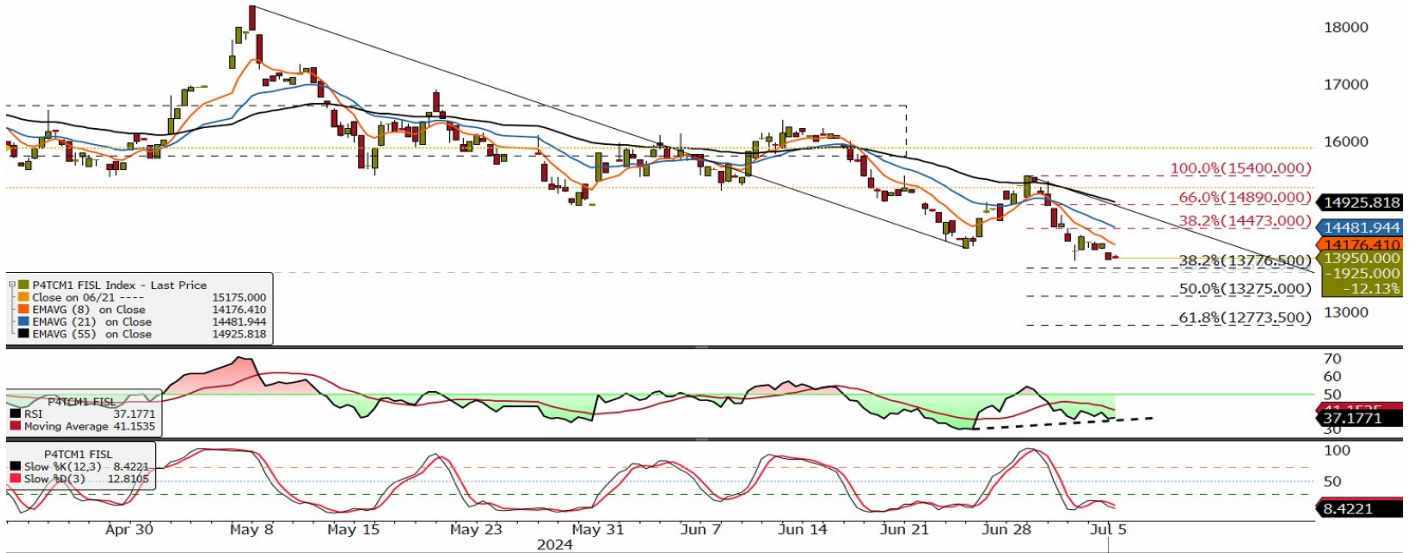 18000
17000
16000
100.0%(15400.000)
66.0%(14890.000)
14925.818
38.2%(14473.000)
14481.944
14176.410
38.2%(13776.500)
13950.000
-1925.000
-12.13%
50.0%(13275.000)
13000
61.8%(12773.500)
P4TCM1 FISL Index - Last Price
Close on 06/21 ---- 15175.000
EMAVG (8) on Close 14176.410
EMAVG (21) on Close 14481.944
EMAVG (55) on Close 14925.818
70
60
50
P4TCM1 FISL
RSI 37.1771
Moving Average 41.1535
41.1535
37.1771
30
P4TCM1 FISL
Slow %K(12,3) 8.4221
Slow %D(3) 12.8105
100
50
8.4221
Apr 30 May 8 May 15 May 23 May 31 Jun 7 Jun 14 Jun 21 Jun 28 Jul 5
2024